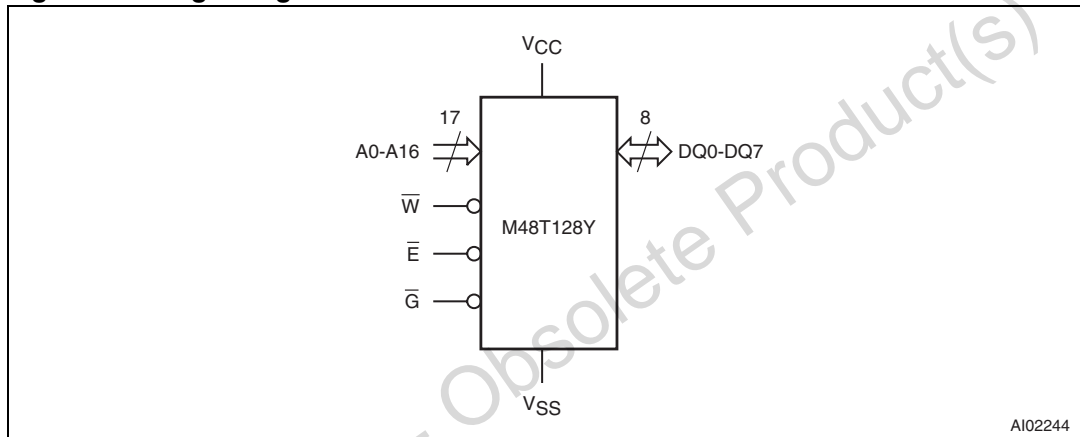 VCC
17
8
A0-A16
DQ0-DQ7
W
M48T128Y
E
G
VSS
AI02244
Obsolete Product(s)